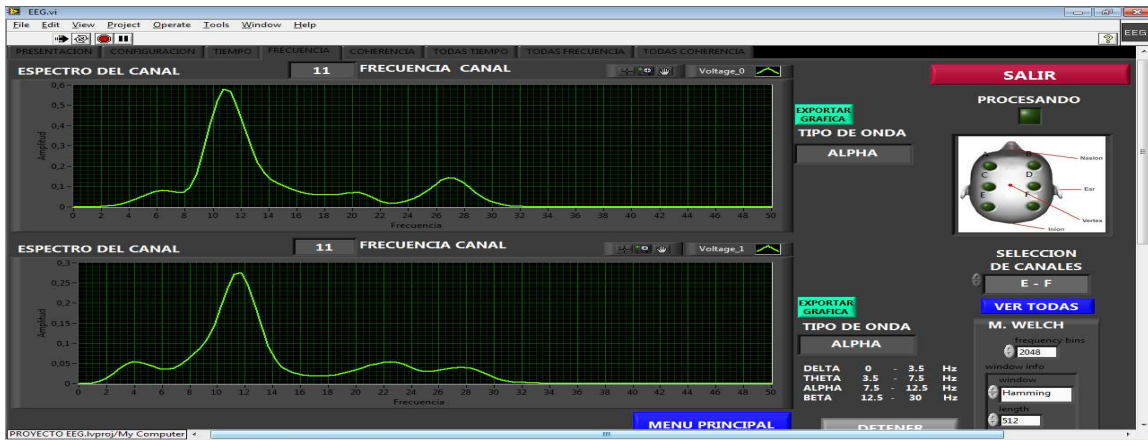 EEG.vi
File Edit View Project Operate Tools Window Help
EEG
PRESENTACION CONFIGURACION TIEMPO FRECUENCIA COHERENCIA TODAS TIEMPO TODAS FRECUENCIA TODAS COHERENCIA
ESPECTRO DEL CANAL 11 FRECUENCIA CANAL Voltage_0
0,6
0,5
0,4
0,3
0,2
0,1
0
Amplitud
0 2 4 6 8 10 12 14 16 18 20 22 24 26 28 30 32 34 36 38 40 42 44 46 48 50
Frecuencia
EXPORTAR
GRAFICA
TIPO DE ONDA
ALPHA
SALIR
PROCESANDO
A B
C D
E F
Nasion
Ear
Vertex
Inion
ESPECTRO DEL CANAL 11 FRECUENCIA CANAL Voltage_1
0,3
0,25
0,2
0,15
0,1
0,05
0
Amplitud
0 2 4 6 8 10 12 14 16 18 20 22 24 26 28 30 32 34 36 38 40 42 44 46 48 50
Frecuencia
EXPORTAR
GRAFICA
TIPO DE ONDA
ALPHA
DELTA 0 - 3.5 Hz
THETA 3.5 - 7.5 Hz
ALPHA 7.5 - 12.5 Hz
BETA 12.5 - 30 Hz
SELECCION
DE CANALES
E - F
VER TODAS
M. WELCH
frequency bins
2048
window info
window
Hamming
length
512
MENU PRINCIPAL
DETENER
PROYECTO EEG.lvproj/My Computer